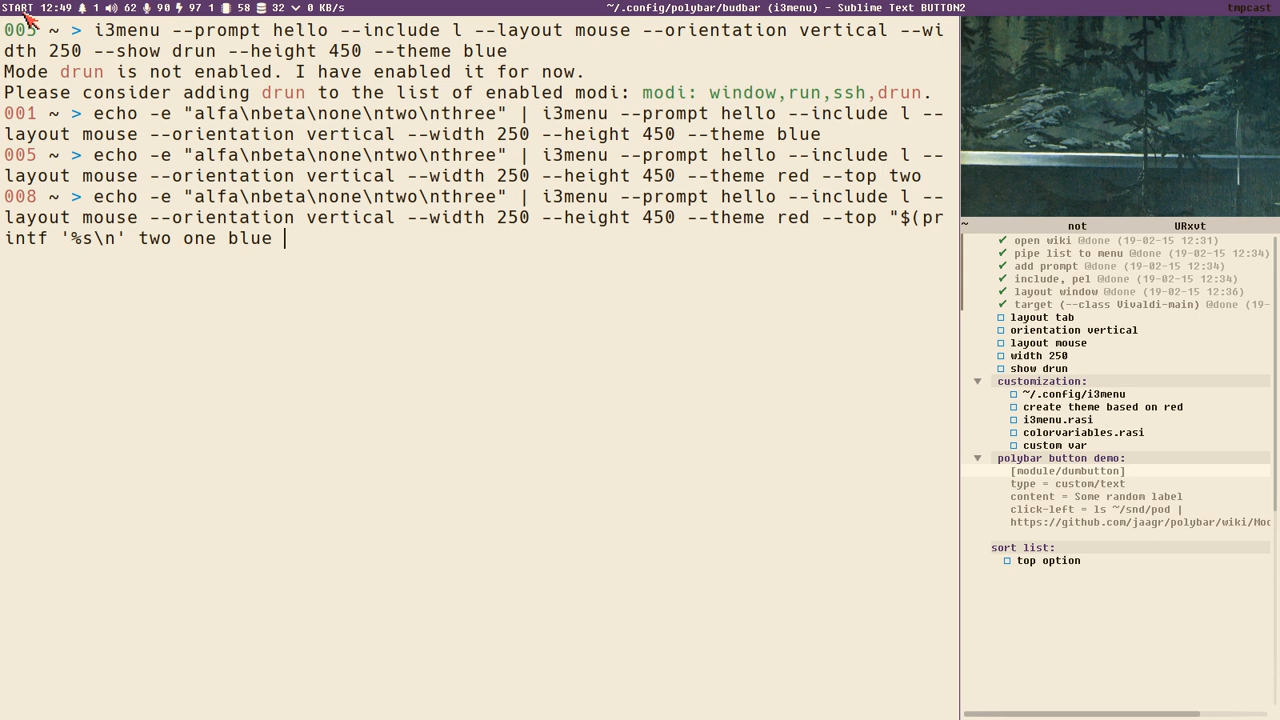 START 12:49 1 62 90 97 1 58 32 0 KB/s
~/.config/polybar/budbar (i3menu) - Sublime Text BUTTON2
tmpcast
005 ~ > i3menu --prompt hello --include l --layout mouse --orientation vertical --wi
dth 250 --show drun --height 450 --theme blue
Mode drun is not enabled. I have enabled it for now.
Please consider adding drun to the list of enabled modi: modi: window,run,ssh,drun.
001 ~ > echo -e "alfa\nbeta\none\ntwo\nthree" | i3menu --prompt hello --include l --
layout mouse --orientation vertical --width 250 --height 450 --theme blue
005 ~ > echo -e "alfa\nbeta\none\ntwo\nthree" | i3menu --prompt hello --include l --
layout mouse --orientation vertical --width 250 --height 450 --theme red --top two
008 ~ > echo -e "alfa\nbeta\none\ntwo\nthree" | i3menu --prompt hello --include l --
layout mouse --orientation vertical --width 250 --height 450 --theme red --top "$(pr
intf '%s\n' two one blue
~ not URxvt
✔ open wiki @done (19-02-15 12:31)
✔ pipe list to menu @done (19-02-15 12:34)
✔ add prompt @done (19-02-15 12:34)
✔ include, pel @done (19-02-15 12:34)
✔ layout window @done (19-02-15 12:36)
✔ target (--class Vivaldi-main) @done (19-
layout tab
orientation vertical
layout mouse
width 250
show drun
customization:
~/.config/i3menu
create theme based on red
i3menu.rasi
colorvariables.rasi
custom var
polybar button demo:
[module/dumbutton]
type = custom/text
content = Some random label
click-left = ls ~/snd/pod |
https://github.com/jaagr/polybar/wiki/Mod
sort list:
top option